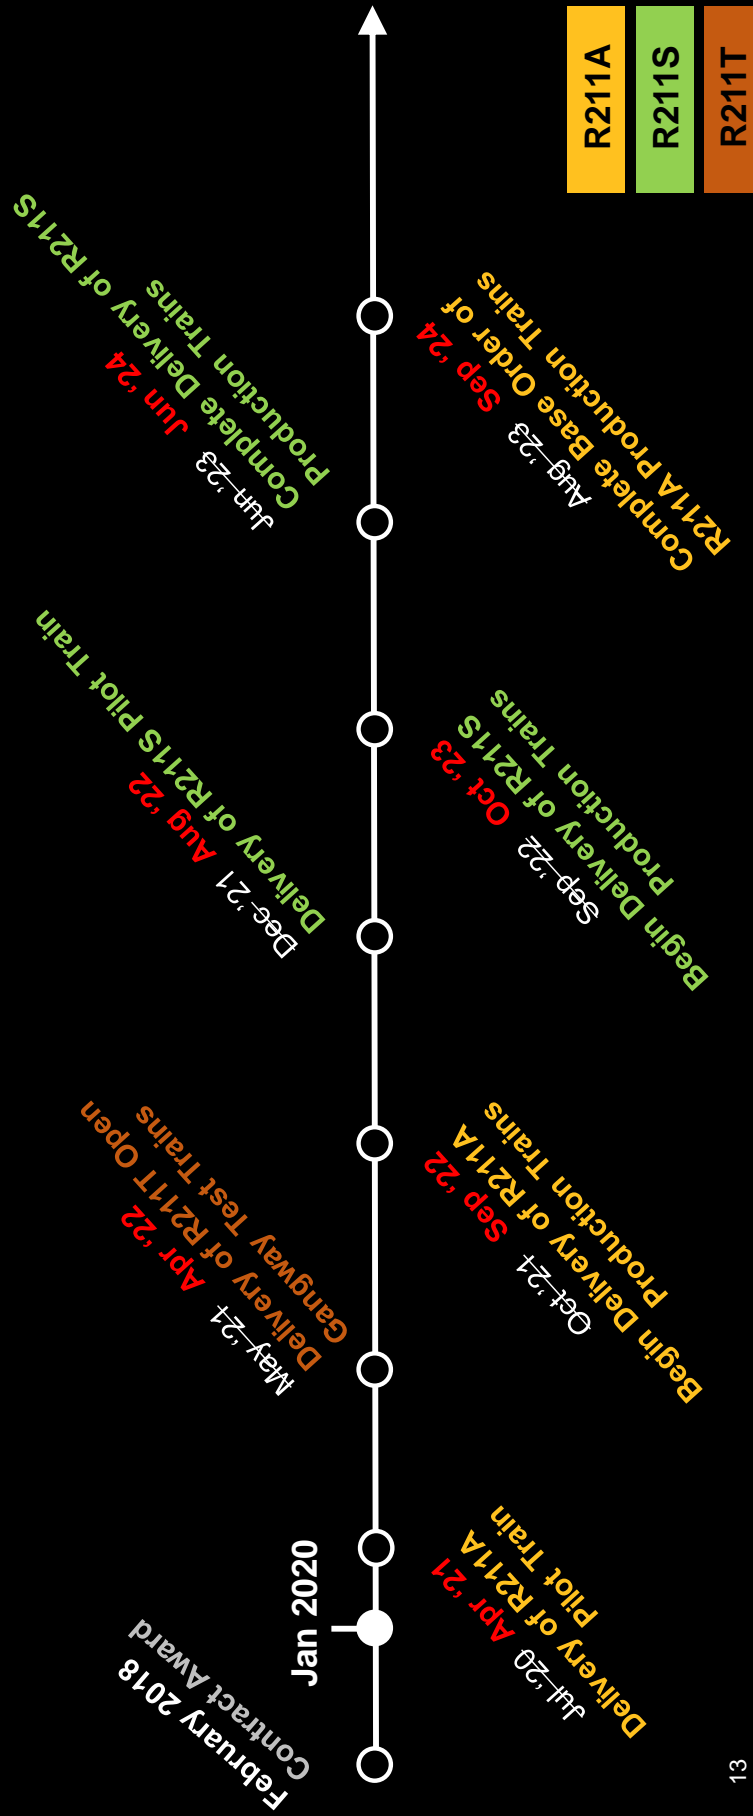 February 2018
Contract Award
Jan 2020
Jul ‘20 Apr ‘21
Delivery of R211A
Pilot Train
May ‘21 Apr ‘22
Delivery of R211T Open
Gangway Test Trains
Oct ‘21 Sep ‘22
Begin Delivery of R211A
Production Trains
Dec ‘21 Aug ‘22
Delivery of R211S Pilot Train
Sep ‘22 Oct ‘23
Begin Delivery of R211S
Production Trains
Jun ‘23 Jun ‘24
Complete Delivery of R211S
Production Trains
Aug ‘23 Sep ‘24
Complete Base Order of
R211A Production Trains
R211A
R211S
R211T
13